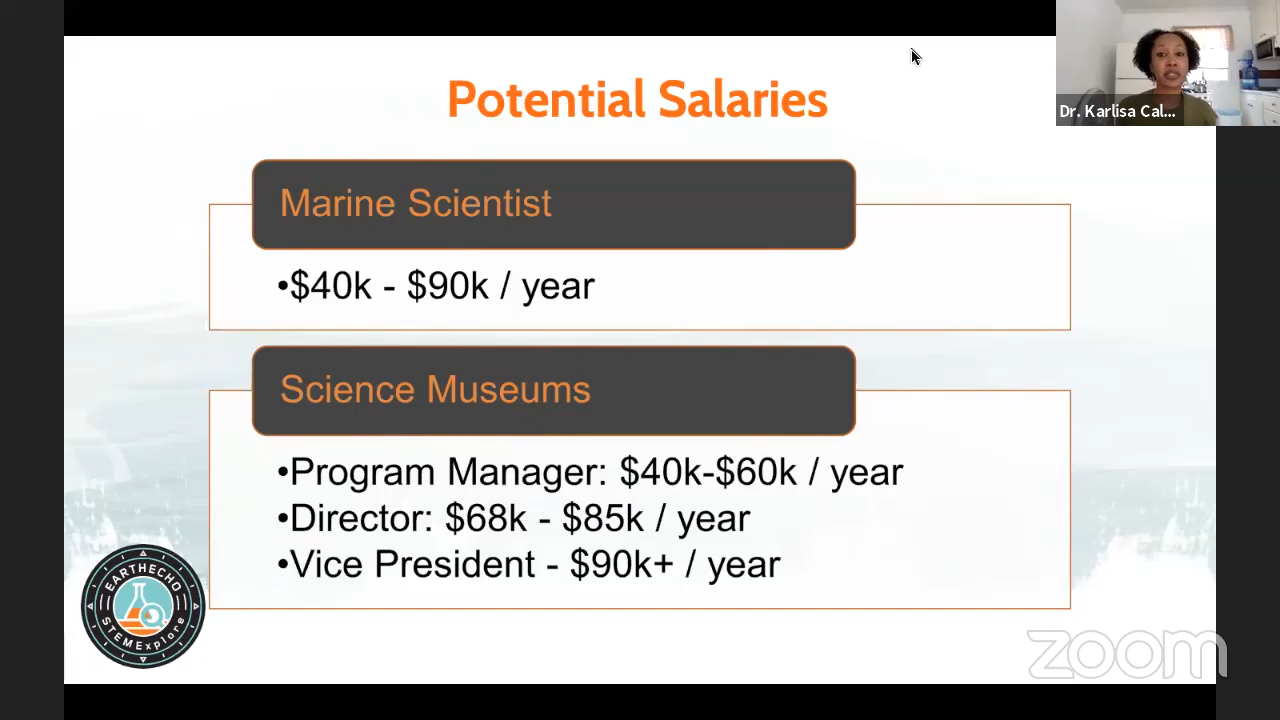 Potential Salaries
Dr. Karlisa Cal...
Marine Scientist
•$40k - $90k / year
Science Museums
•Program Manager: $40k-$60k / year
•Director: $68k - $85k / year
•Vice President - $90k+ / year
EARTHECHO
STEMExplore
zoom